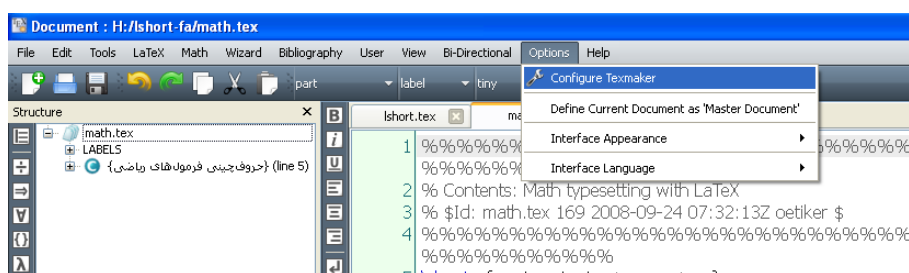 Document : H:/lshort-fa/math.tex
File Edit Tools LaTeX Math Wizard Bibliography User View Bi-Directional Options Help
part label tiny
Configure Texmaker
Define Current Document as 'Master Document'
Interface Appearance
Interface Language
Structure
math.tex
LABELS
{حروف‌چینی فرمول‌های ریاضی} (line 5)
lshort.tex
ma
1 %%%%%% %%%%%
%%%%%%
2 % Contents: Math typesetting with LaTeX
3 % $Id: math.tex 169 2008-09-24 07:32:13Z oetiker $
4 %%%%%%%%%%%%%%%%%%%%%%%%%%%%
%%%%%%%%%%%